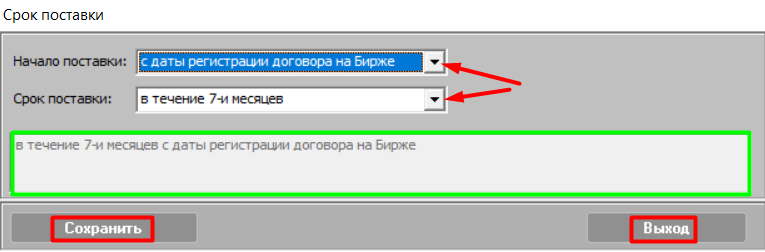 Срок поставки
Начало поставки: с даты регистрации договора на Бирже
Срок поставки: в течение 7-и месяцев
в течение 7-и месяцев с даты регистрации договора на Бирже
Сохранить Выход